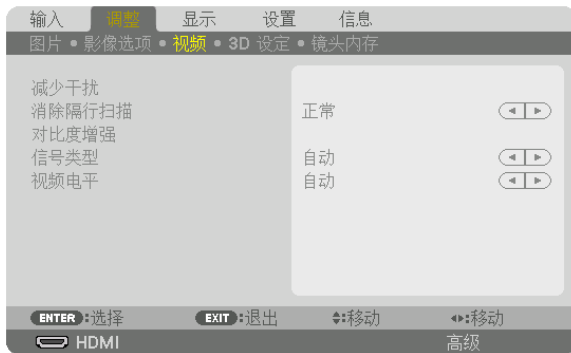 输入 调整 显示 设置 信息
图片 • 影像选项 • 视频 • 3D 设定 • 镜头内存
减少干扰
消除隔行扫描 正常
对比度增强
信号类型 自动
视频电平 自动
ENTER :选择 EXIT :退出 :移动 :移动
HDMI 高级